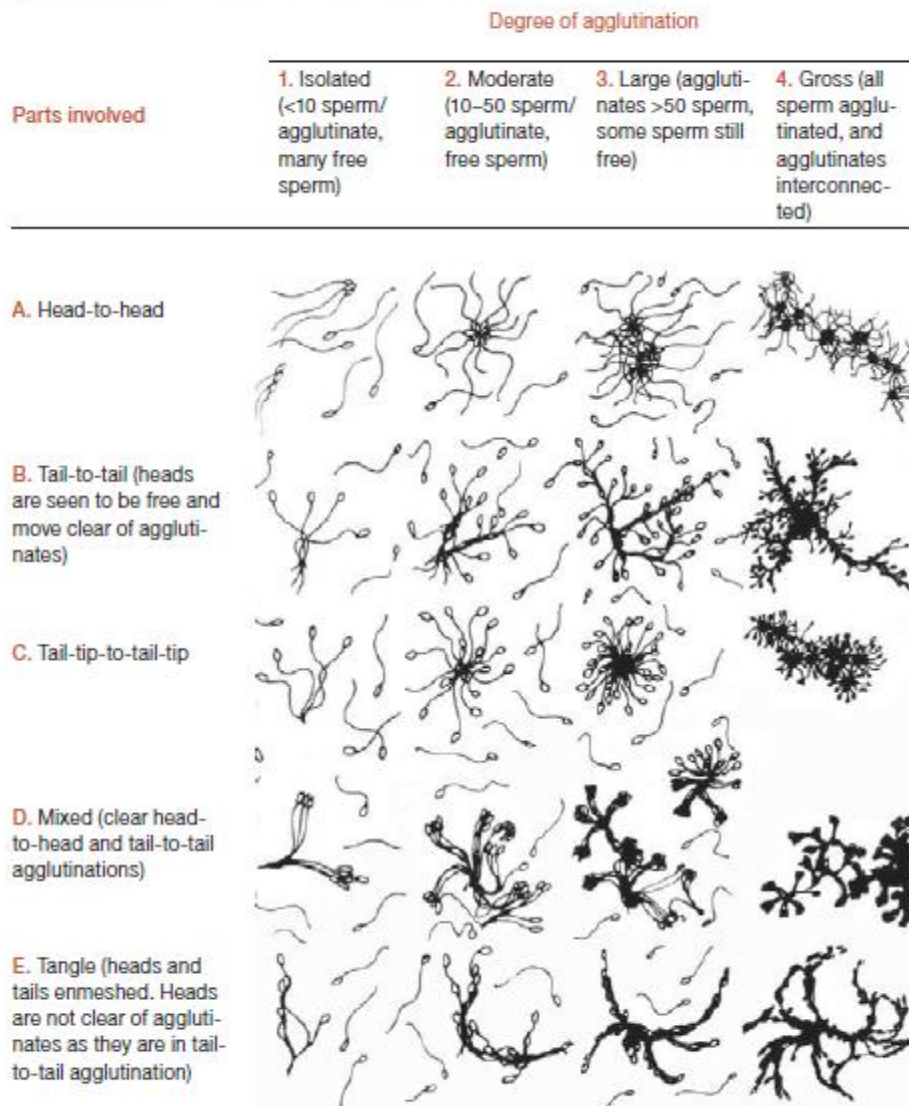 Degree of agglutination
Parts involved
1. Isolated
(<10 sperm/
agglutinate,
many free
sperm)
2. Moderate
(10–50 sperm/
agglutinate,
free sperm)
3. Large (aggluti-
nates >50 sperm,
some sperm still
free)
4. Gross (all
sperm agglu-
tinated, and
agglutinates
interconnec-
ted)
A. Head-to-head
B. Tail-to-tail (heads
are seen to be free and
move clear of aggluti-
nates)
C. Tail-tip-to-tail-tip
D. Mixed (clear head-
to-head and tail-to-tail
agglutinations)
E. Tangle (heads and
tails enmeshed. Heads
are not clear of aggluti-
nates as they are in tail-
to-tail agglutination)